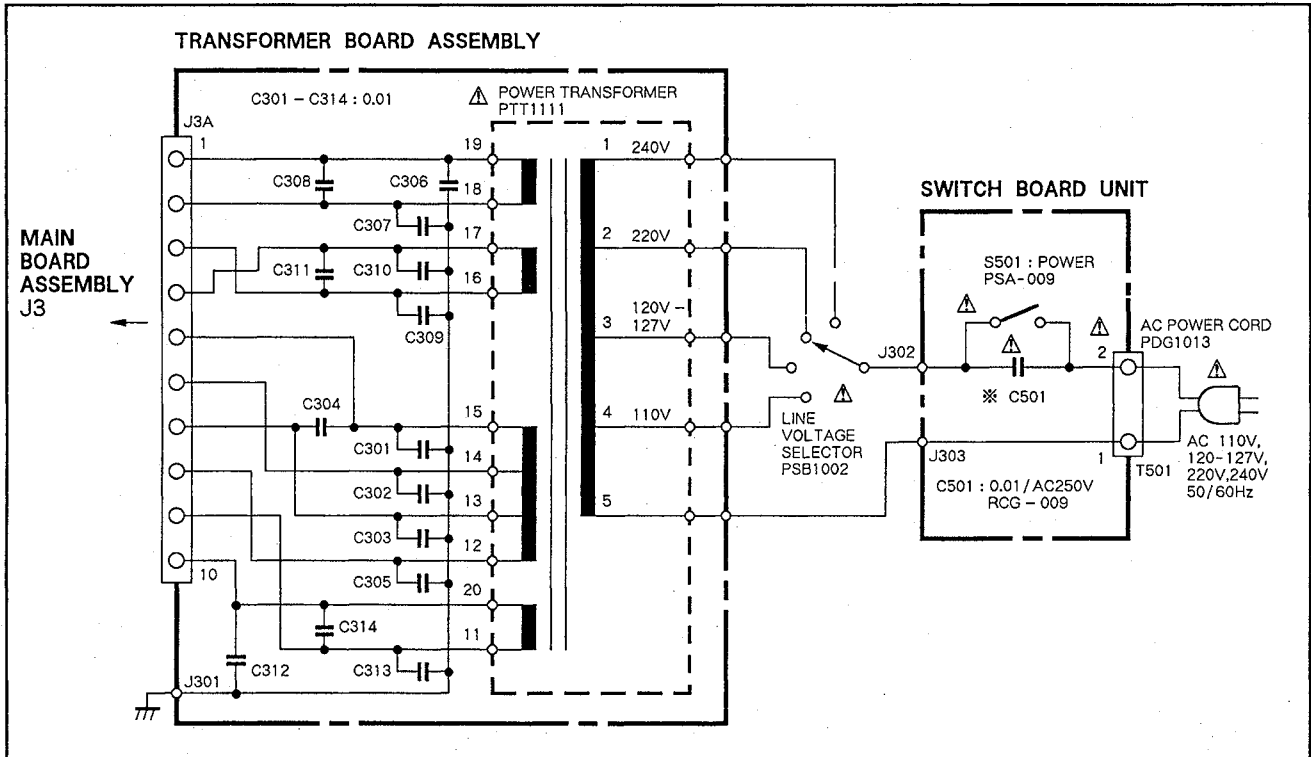 TRANSFORMER BOARD ASSEMBLY
C301 - C314 : 0.01
POWER TRANSFORMER
PTT1111
J3A
1
19
1
240V
C308
C306
18
C307
17
2
220V
C311
C310
16
C309
MAIN
BOARD
ASSEMBLY
J3
3
120V -
127V
C304
15
4
110V
C301
14
C302
13
C303
12
5
C305
10
20
C314
11
C312
C313
J301
LINE
VOLTAGE
SELECTOR
PSB1002
J302
J303
SWITCH BOARD UNIT
S501 : POWER
PSA-009
※ C501
C501 : 0.01/AC250V
RCG - 009
2
1
T501
AC POWER CORD
PDG1013
AC 110V,
120-127V,
220V,240V
50/60Hz